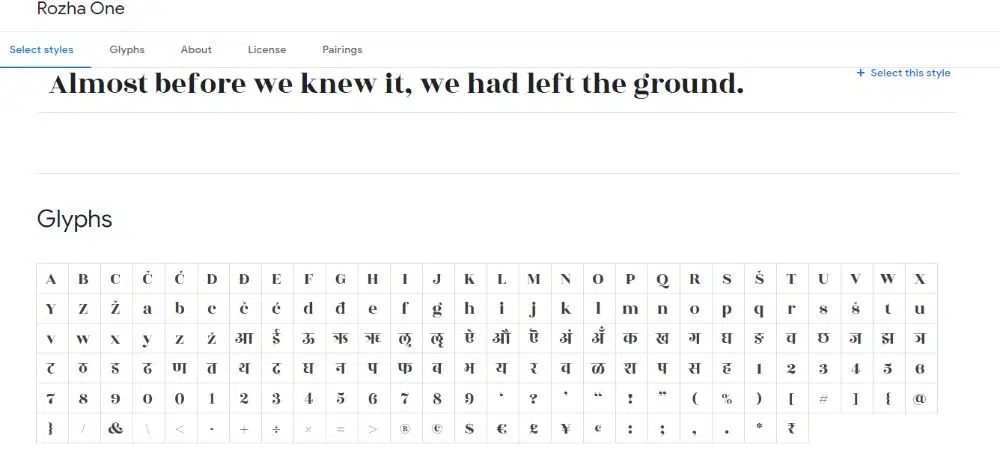 Rozha One
Select styles Glyphs About License Pairings
Almost before we knew it, we had left the ground.
+ Select this style
Glyphs
A B C Č Ć D Đ E F G H I J K L M N O P Q R S Š T U V W X
Y Z Ž a b c č ć d đ e f g h i j k l m n o p q r s š t u
v w x y z ż आ ई ऊ ऋ ॠ ऌ ॡ ऐ औ ऎ अं अँ क ख ग घ ङ च छ ज झ ञ
ट ठ ड ढ ण त थ द ध न प फ ब भ य र व ळ श ष स ह 1 2 3 4 5 6
7 8 9 0 0 1 2 3 4 5 6 7 8 9 ‘ ? ’ “ ! ” ( % ) [ # ] { @
} / & \ < - + ÷ × = > ® © $ € £ ¥ ¢ : ; , . * ₹